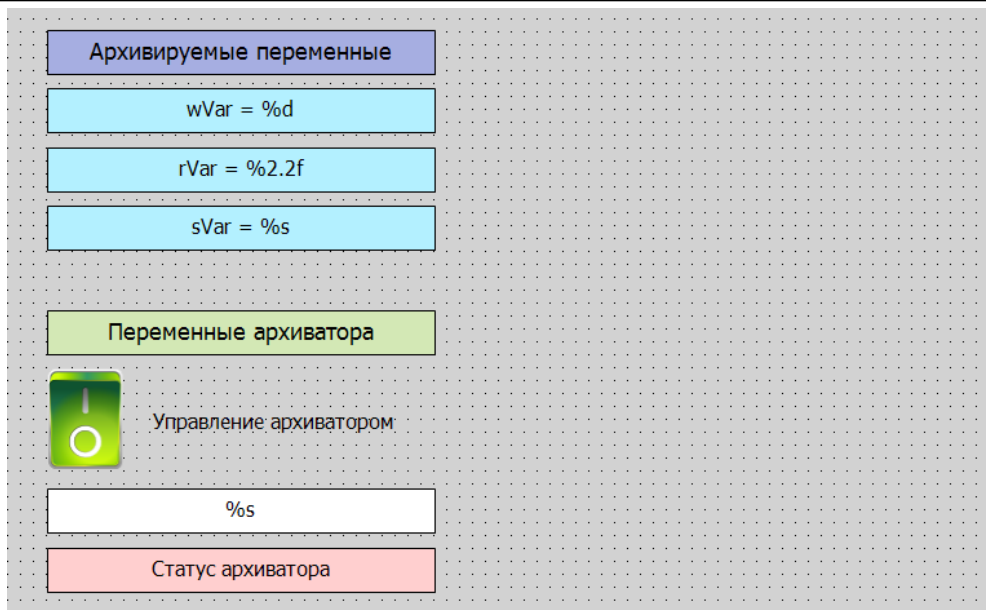 Архивируемые переменные
wVar = %d
rVar = %2.2f
sVar = %s
Переменные архиватора
Управление архиватором
%s
Статус архиватора